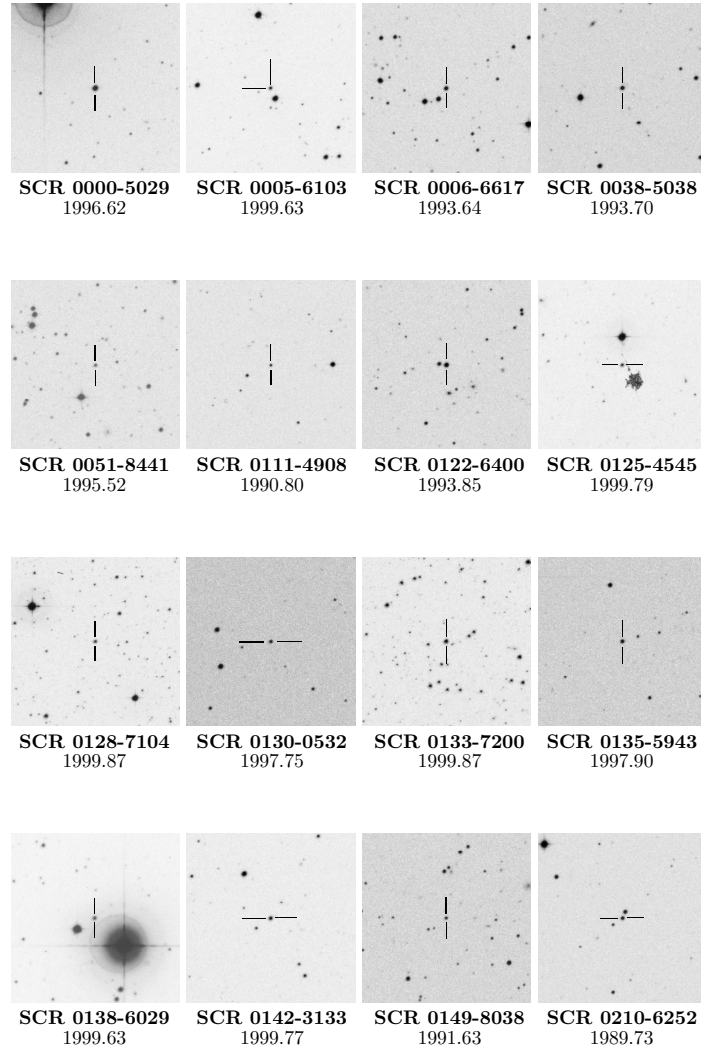 SCR 0000-5029 SCR 0005-6103 SCR 0006-6617 SCR 0038-5038
1996.62 1999.63 1993.64 1993.70
SCR 0051-8441 SCR 0111-4908 SCR 0122-6400 SCR 0125-4545
1995.52 1990.80 1993.85 1999.79
SCR 0128-7104 SCR 0130-0532 SCR 0133-7200 SCR 0135-5943
1999.87 1997.75 1999.87 1997.90
SCR 0138-6029 SCR 0142-3133 SCR 0149-8038 SCR 0210-6252
1999.63 1999.77 1991.63 1989.73